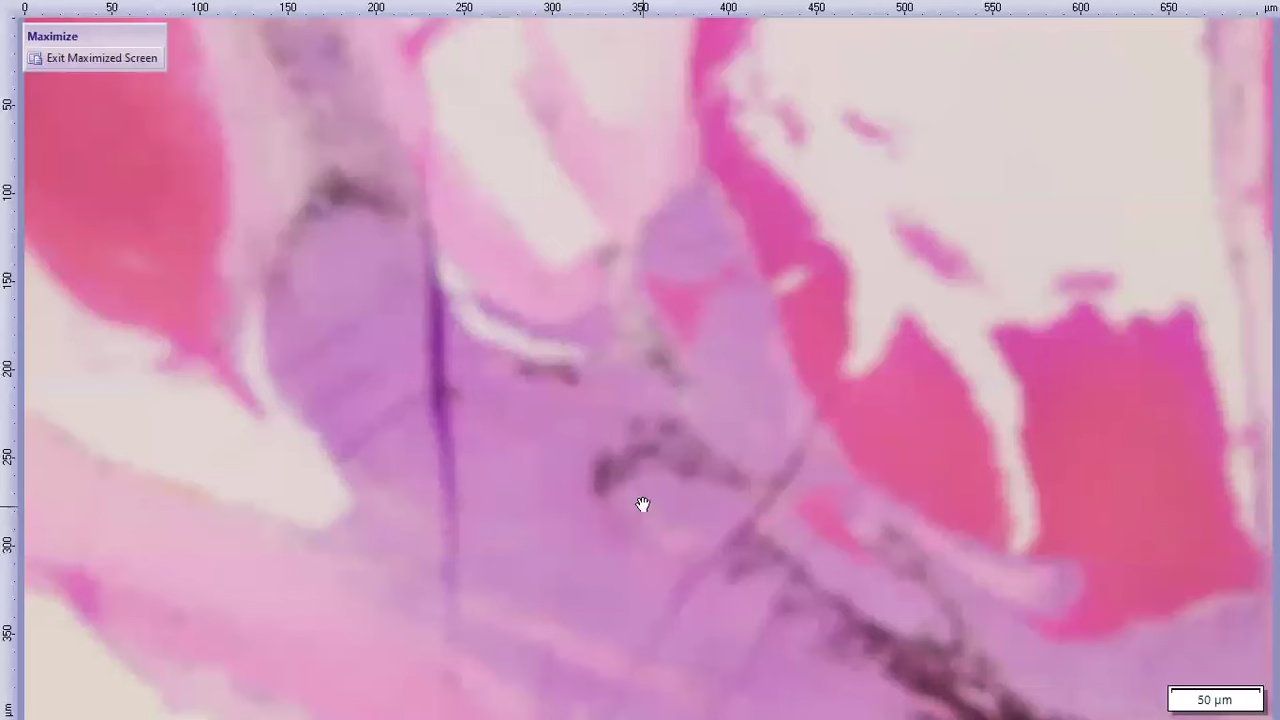 0 50 100 150 200 250 300 350 400 450 500 550 600 650 µm
Maximize
Exit Maximized Screen
50
100
150
200
250
300
350
µm
50 µm